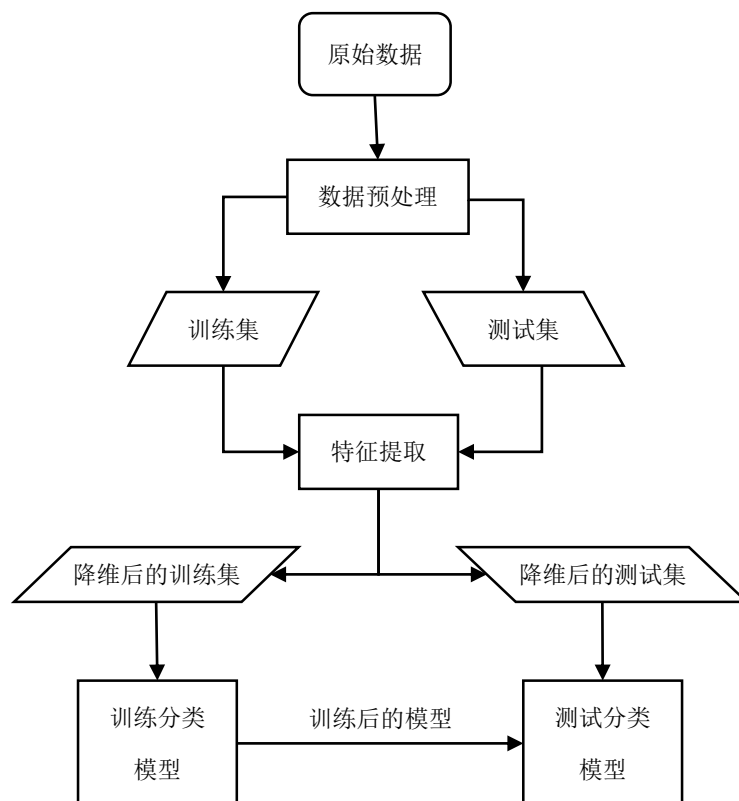 原始数据
数据预处理
训练集
测试集
特征提取
降维后的训练集
降维后的测试集
训练分类
模型
训练后的模型
测试分类
模型